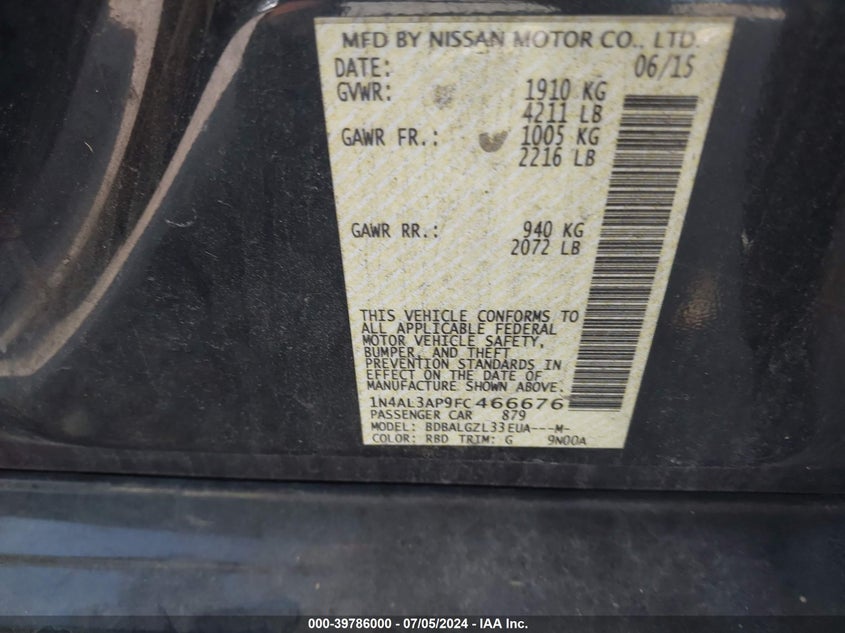 MFD BY NISSAN MOTOR CO., LTD.
DATE: 06/15
GVWR: 1910 KG
4211 LB
GAWR FR.: 1005 KG
2216 LB
GAWR RR.: 940 KG
2072 LB
THIS VEHICLE CONFORMS TO
ALL APPLICABLE FEDERAL
MOTOR VEHICLE SAFETY,
BUMPER, AND THEFT
PREVENTION STANDARDS IN
EFFECT ON THE DATE OF
MANUFACTURE SHOWN ABOVE.
1N4AL3AP9FC466676
PASSENGER CAR 879
MODEL: BDBALGZL33EUA---M-
COLOR: RBD TRIM: G 9N00A
000-39786000 - 07/05/2024 - IAA Inc.